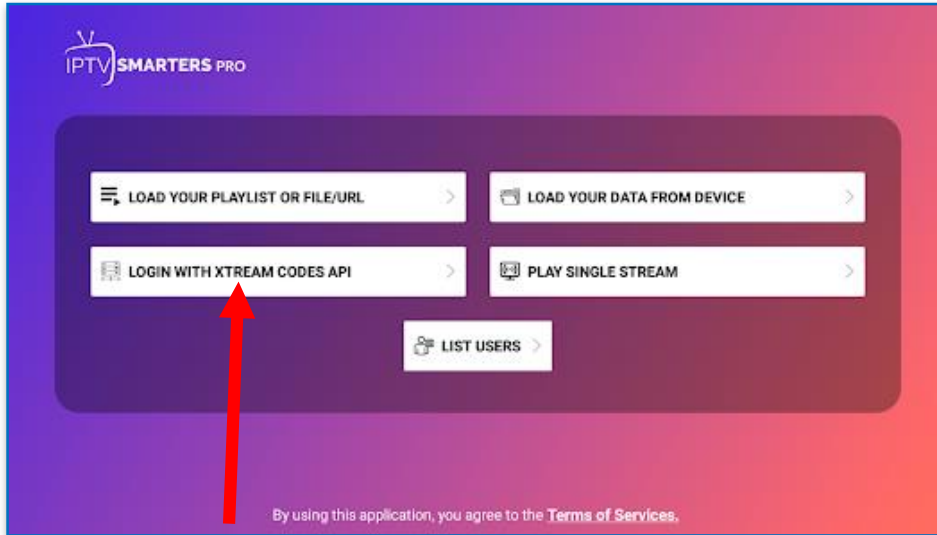 IPTV SMARTERS PRO
LOAD YOUR PLAYLIST OR FILE/URL
LOAD YOUR DATA FROM DEVICE
LOGIN WITH XTREAM CODES API
PLAY SINGLE STREAM
LIST USERS
By using this application, you agree to the Terms of Services.